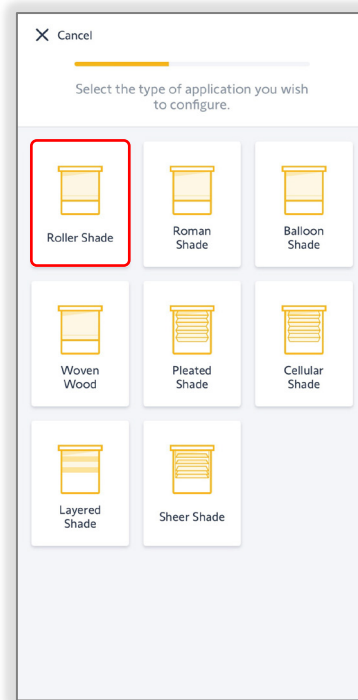 Cancel
Select the type of application you wish
to configure.
Roller Shade
Roman
Shade
Balloon
Shade
Woven
Wood
Pleated
Shade
Cellular
Shade
Layered
Shade
Sheer Shade